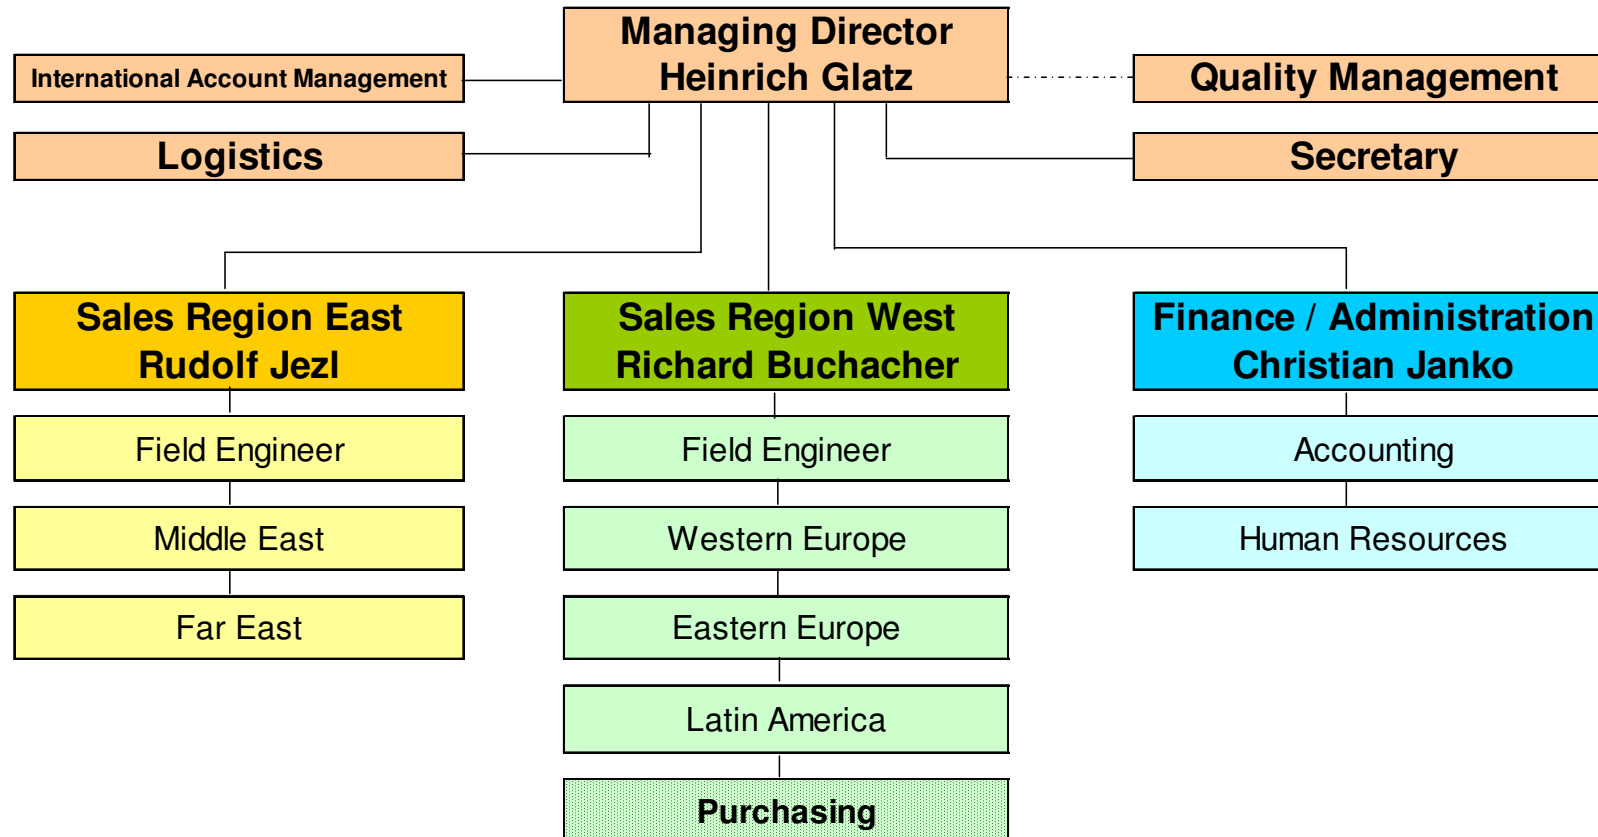 Managing Director
Heinrich Glatz
International Account Management
Quality Management
Logistics
Secretary
Sales Region East
Rudolf Jezl
Sales Region West
Richard Buchacher
Finance / Administration
Christian Janko
Field Engineer
Field Engineer
Accounting
Middle East
Western Europe
Human Resources
Far East
Eastern Europe
Latin America
Purchasing